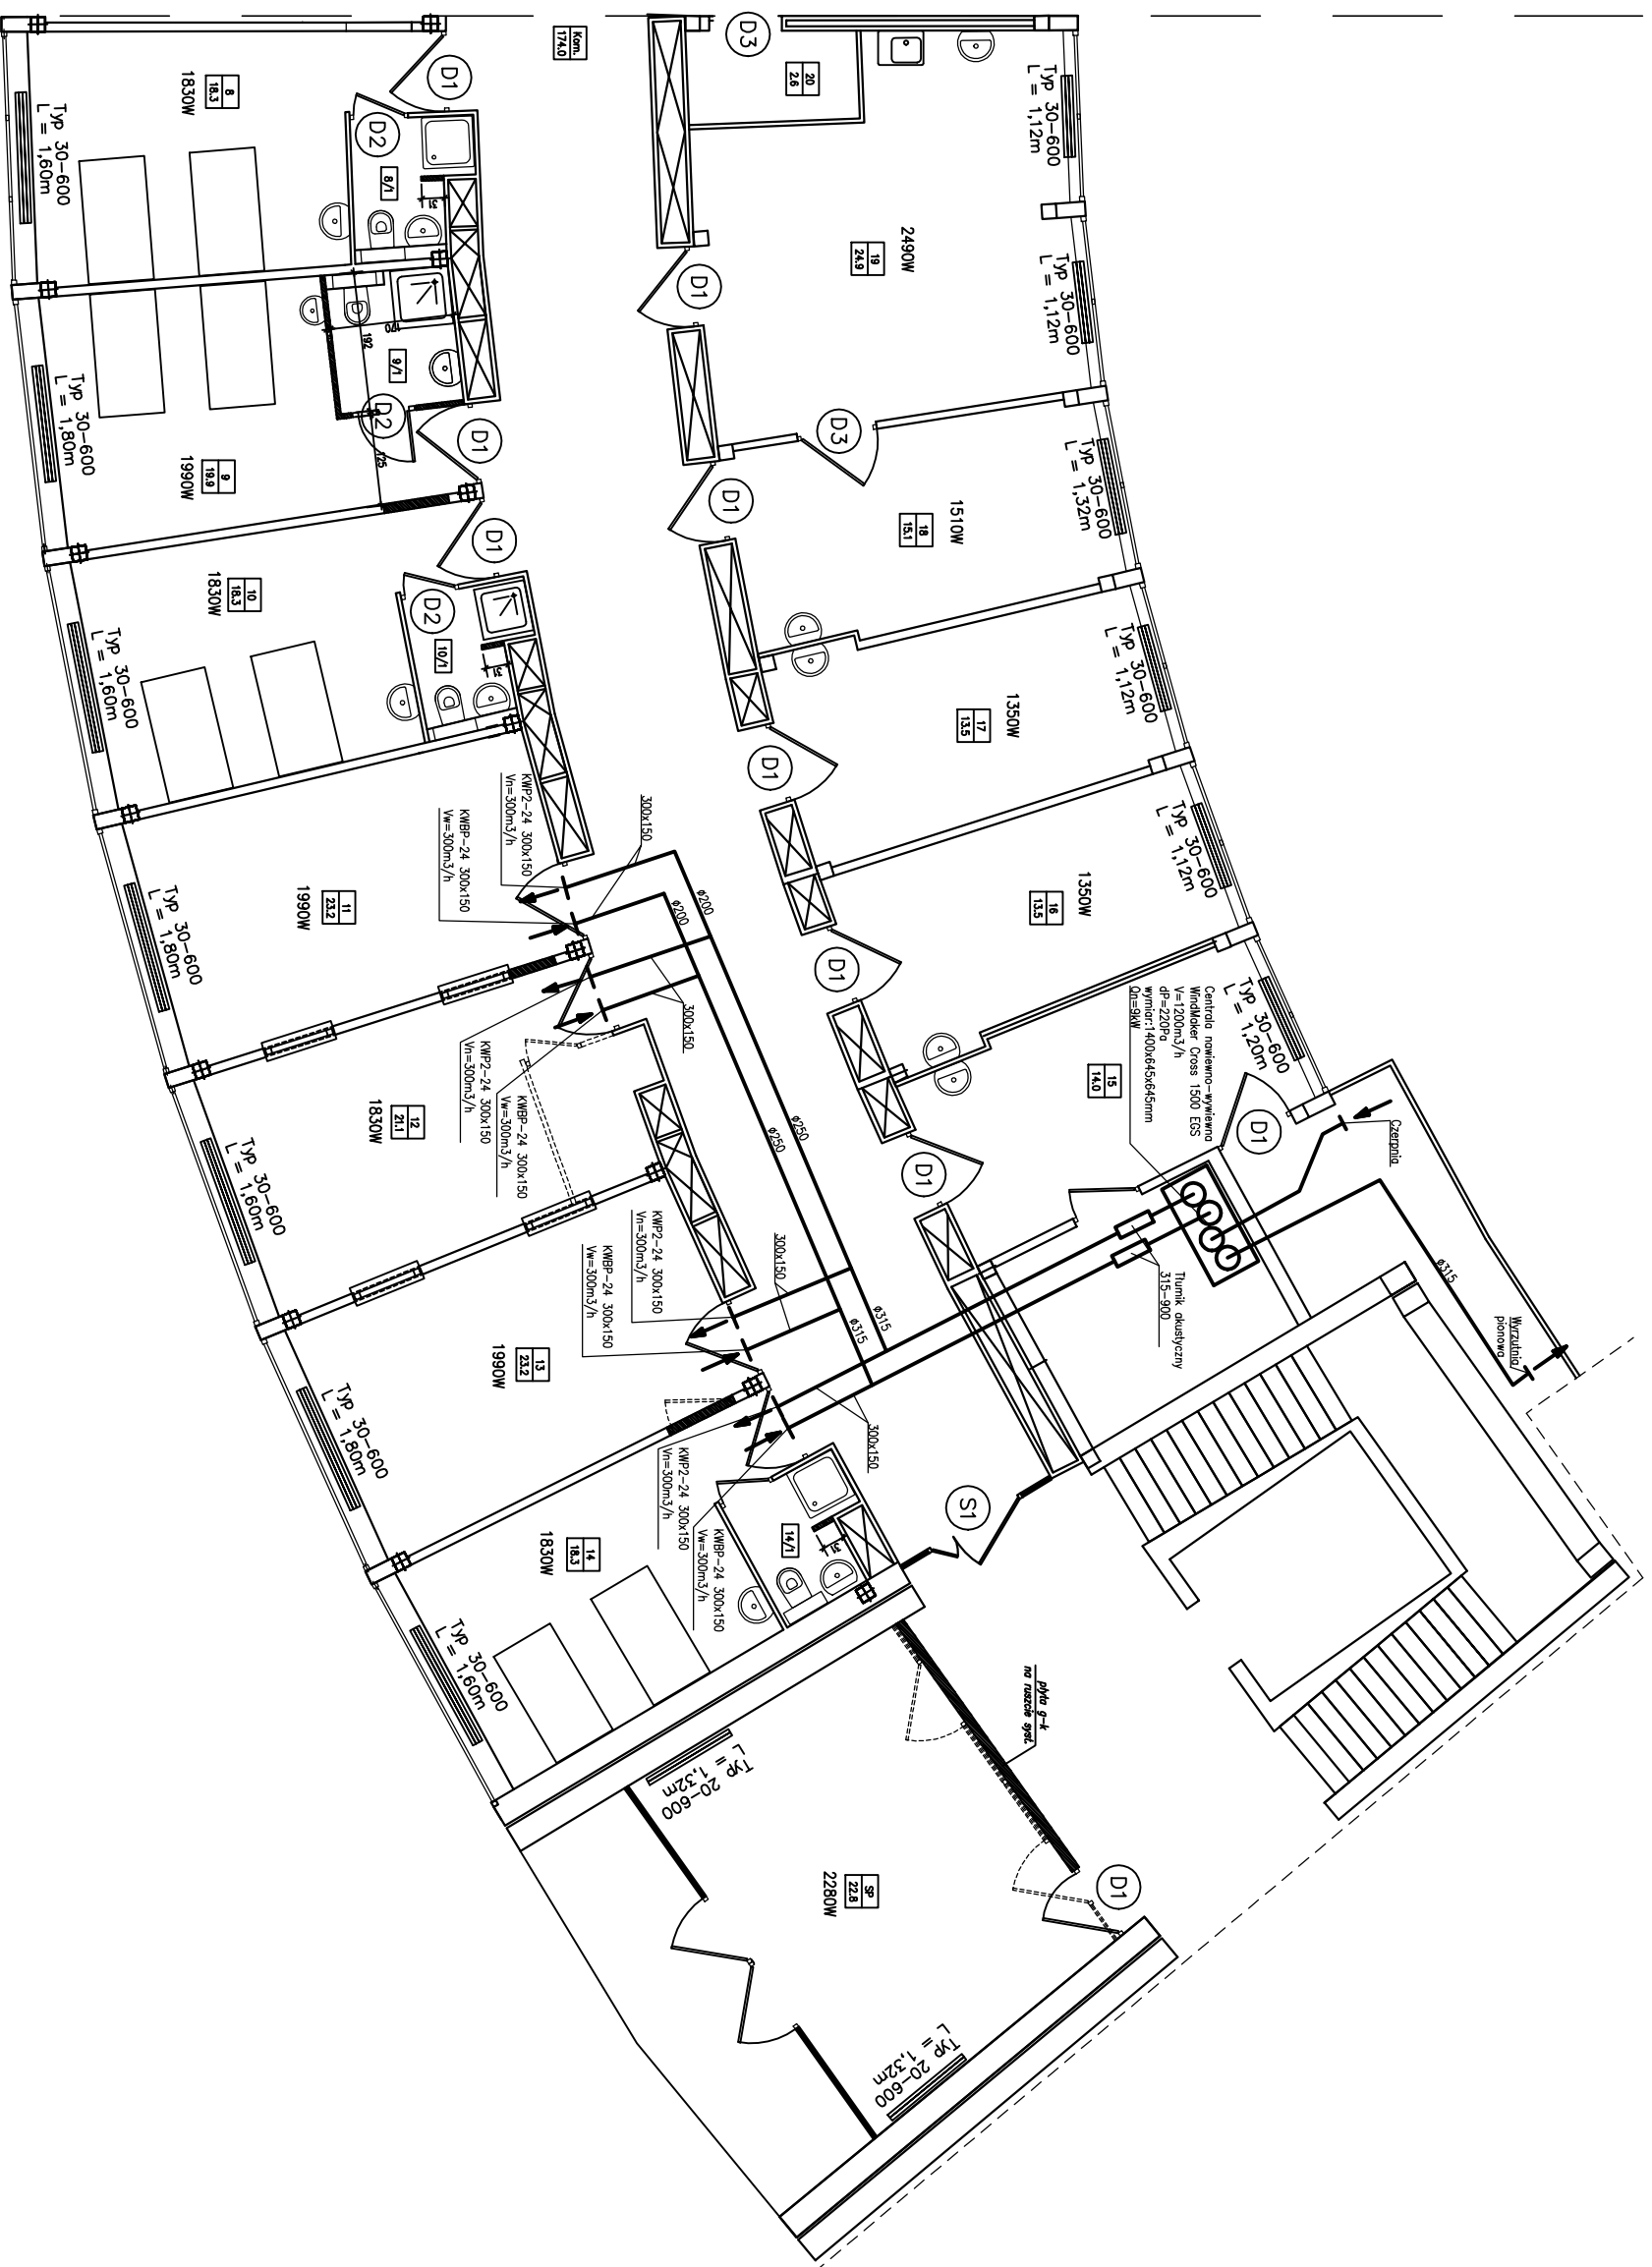 Kom.
174.0
D3
20
2.6
D1
8
18.3
1830W
Typ 30-600
L = 1,60m
D2
8/1
51
Typ 30-600
L = 1,12m
2490W
19
24.9
Typ 30-600
L = 1,12m
D1
170
192
9/1
D2
D1
125
9
19.9
1990W
Typ 30-600
L = 1,80m
D3
D1
1510W
18
15.1
Typ 30-600
L = 1,32m
D1
D2
10/1
51
10
18.3
1830W
Typ 30-600
L = 1,60m
1350W
17
13.5
Typ 30-600
L = 1,12m
D1
KWP2-24 300x150
Vn=300m3/h
KWBP-24 300x150
Vw=300m3/h
300x150
ø200
ø200
11
23.2
1990W
Typ 30-600
L = 1,80m
1350W
16
13.5
Typ 30-600
L = 1,12m
D1
300x150
KWP2-24 300x150
Vn=300m3/h
KWBP-24 300x150
Vw=300m3/h
12
21.1
1830W
Typ 30-600
L = 1,60m
ø250
ø250
Centrala nawiewno-wywiewna
WindMaker Cross 1500 EGS
V=1200m3/h
dP=220Pa
wymiar:1400x645x645mm
Qn=9kW
15
14.0
Typ 30-600
L = 1,20m
D1
D1
Czerpnia
Tłumik akustyczny
315-900
ø315
Wyrzutnia
pionowa
KWP2-24 300x150
Vn=300m3/h
KWBP-24 300x150
Vw=300m3/h
300x150
ø315
ø315
13
23.2
1990W
Typ 30-600
L = 1,80m
300x150
KWP2-24 300x150
Vn=300m3/h
KWBP-24 300x150
Vw=300m3/h
S1
14/1
51
14
18.3
1830W
Typ 30-600
L = 1,60m
płyta g-k
na ruszcie syst.
Typ 20-600
L = 1,32m
SP
22.8
2280W
D1
Typ 20-600
L = 1,32m